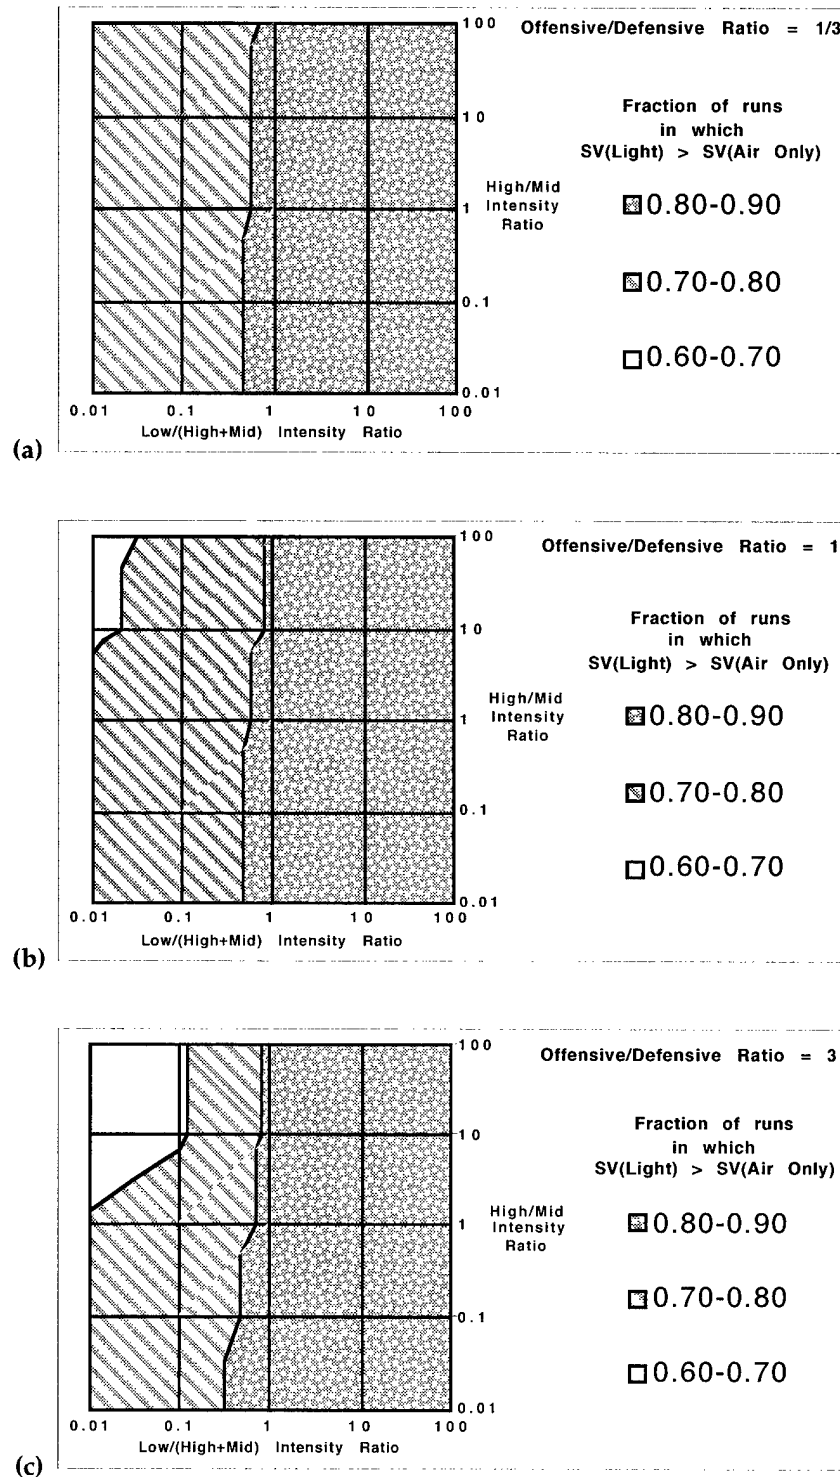 100
Offensive/Defensive Ratio = 1/3
Fraction of runs
in which
SV(Light) > SV(Air Only)
10
High/Mid
Intensity
Ratio
1
0.80-0.90
0.70-0.80
0.1
0.60-0.70
0.01
0.01 0.1 1 10 100
Low/(High+Mid) Intensity Ratio
(a)
100
Offensive/Defensive Ratio = 1
Fraction of runs
in which
SV(Light) > SV(Air Only)
10
High/Mid
Intensity
Ratio
1
0.80-0.90
0.70-0.80
0.1
0.60-0.70
0.01
0.01 0.1 1 10 100
Low/(High+Mid) Intensity Ratio
(b)
100
Offensive/Defensive Ratio = 3
Fraction of runs
in which
SV(Light) > SV(Air Only)
10
High/Mid
Intensity
Ratio
1
0.80-0.90
0.70-0.80
0.1
0.60-0.70
0.01
0.01 0.1 1 10 100
Low/(High+Mid) Intensity Ratio
(c)